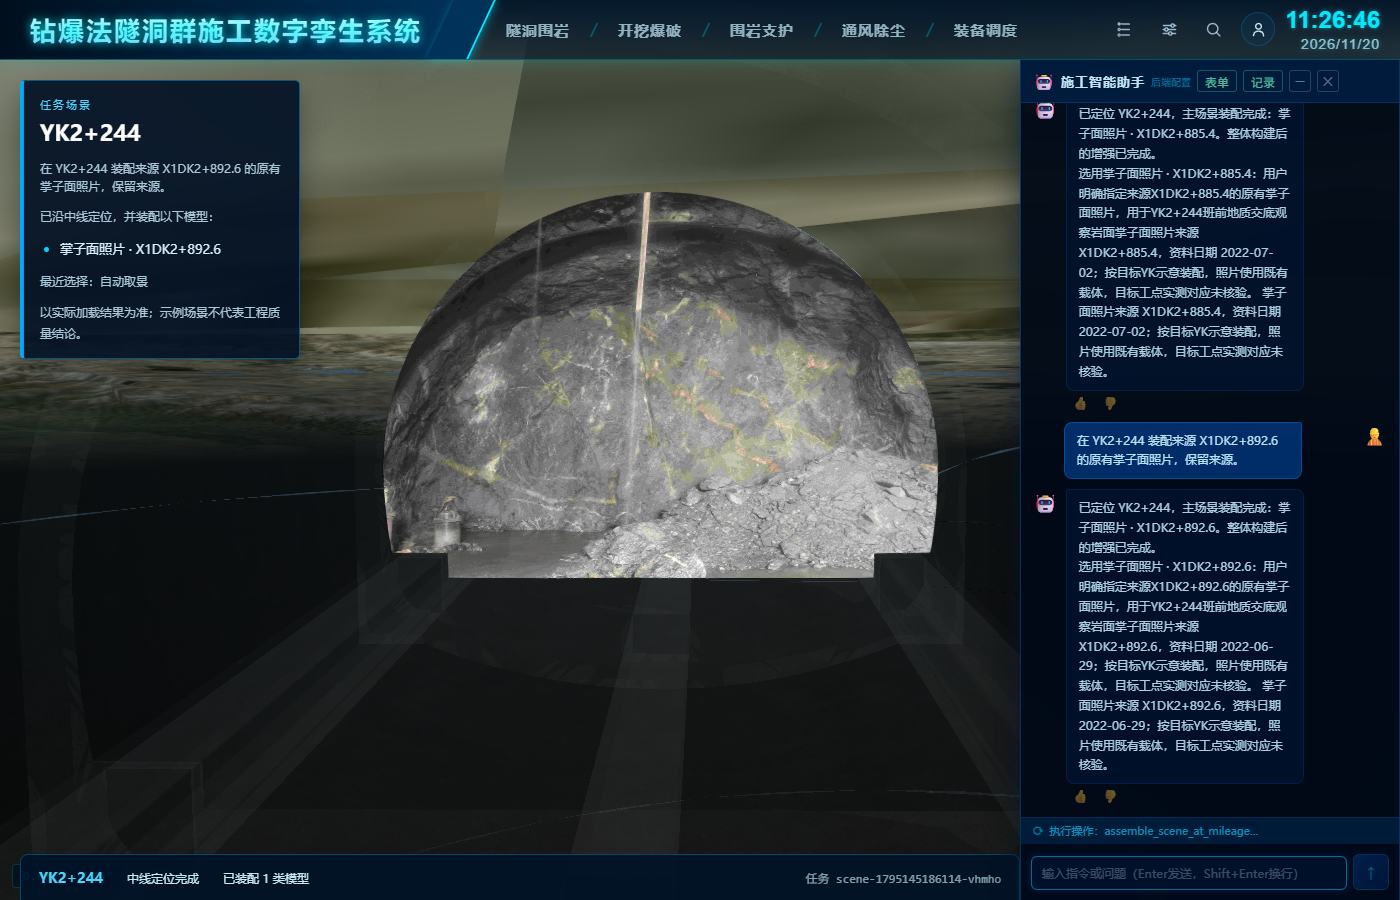 钻爆法隧洞群施工数字孪生系统
隧洞围岩 / 开挖爆破 / 围岩支护 / 通风除尘 / 装备调度
11:26:46
2026/11/20
任务场景
YK2+244
在 YK2+244 装配来源 X1DK2+892.6 的原有
掌子面照片，保留来源。
已沿中线定位，并装配以下模型：
掌子面照片 · X1DK2+892.6
最近选择：自动取景
以实际加载结果为准；示例场景不代表工程质
量结论。
施工智能助手 后端配置 表单 记录
已定位 YK2+244，主场景装配完成：掌
子面照片 · X1DK2+885.4。整体构建后
的增强已完成。
选用掌子面照片 · X1DK2+885.4：用户
明确指定来源X1DK2+885.4的原有掌子
面照片，用于YK2+244班前地质交底观
察岩面掌子面照片来源
X1DK2+885.4，资料日期 2022-07-
02；按目标YK示意装配，照片使用既有
载体，目标工点实测对应未核验。 掌子
面照片来源 X1DK2+885.4，资料日期
2022-07-02；按目标YK示意装配，照
片使用既有载体，目标工点实测对应未
核验。
在 YK2+244 装配来源 X1DK2+892.6
的原有掌子面照片，保留来源。
已定位 YK2+244，主场景装配完成：掌
子面照片 · X1DK2+892.6。整体构建后
的增强已完成。
选用掌子面照片 · X1DK2+892.6：用户
明确指定来源X1DK2+892.6的原有掌子
面照片，用于YK2+244班前地质交底观
察岩面掌子面照片来源
X1DK2+892.6，资料日期 2022-06-
29；按目标YK示意装配，照片使用既有
载体，目标工点实测对应未核验。 掌子
面照片来源 X1DK2+892.6，资料日期
2022-06-29；按目标YK示意装配，照
片使用既有载体，目标工点实测对应未
核验。
执行操作：assemble_scene_at_mileage...
输入指令或问题（Enter发送，Shift+Enter换行）
YK2+244 中线定位完成 已装配 1 类模型
任务 scene-1795145186114-vhmho